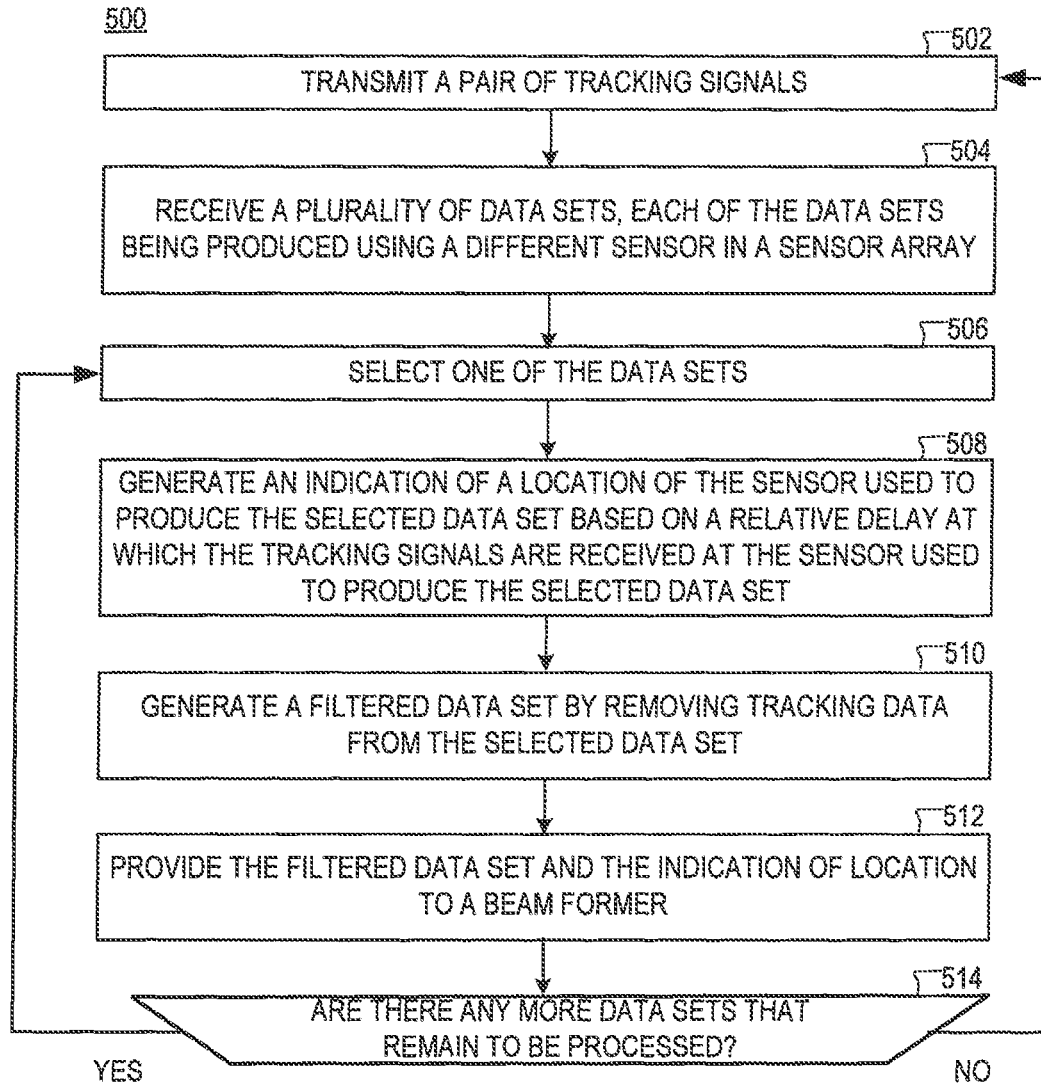 500
502
TRANSMIT A PAIR OF TRACKING SIGNALS
504
RECEIVE A PLURALITY OF DATA SETS, EACH OF THE DATA SETS
BEING PRODUCED USING A DIFFERENT SENSOR IN A SENSOR ARRAY
506
SELECT ONE OF THE DATA SETS
508
GENERATE AN INDICATION OF A LOCATION OF THE SENSOR USED TO
PRODUCE THE SELECTED DATA SET BASED ON A RELATIVE DELAY AT
WHICH THE TRACKING SIGNALS ARE RECEIVED AT THE SENSOR USED
TO PRODUCE THE SELECTED DATA SET
510
GENERATE A FILTERED DATA SET BY REMOVING TRACKING DATA
FROM THE SELECTED DATA SET
512
PROVIDE THE FILTERED DATA SET AND THE INDICATION OF LOCATION
TO A BEAM FORMER
514
ARE THERE ANY MORE DATA SETS THAT
REMAIN TO BE PROCESSED?
YES
NO